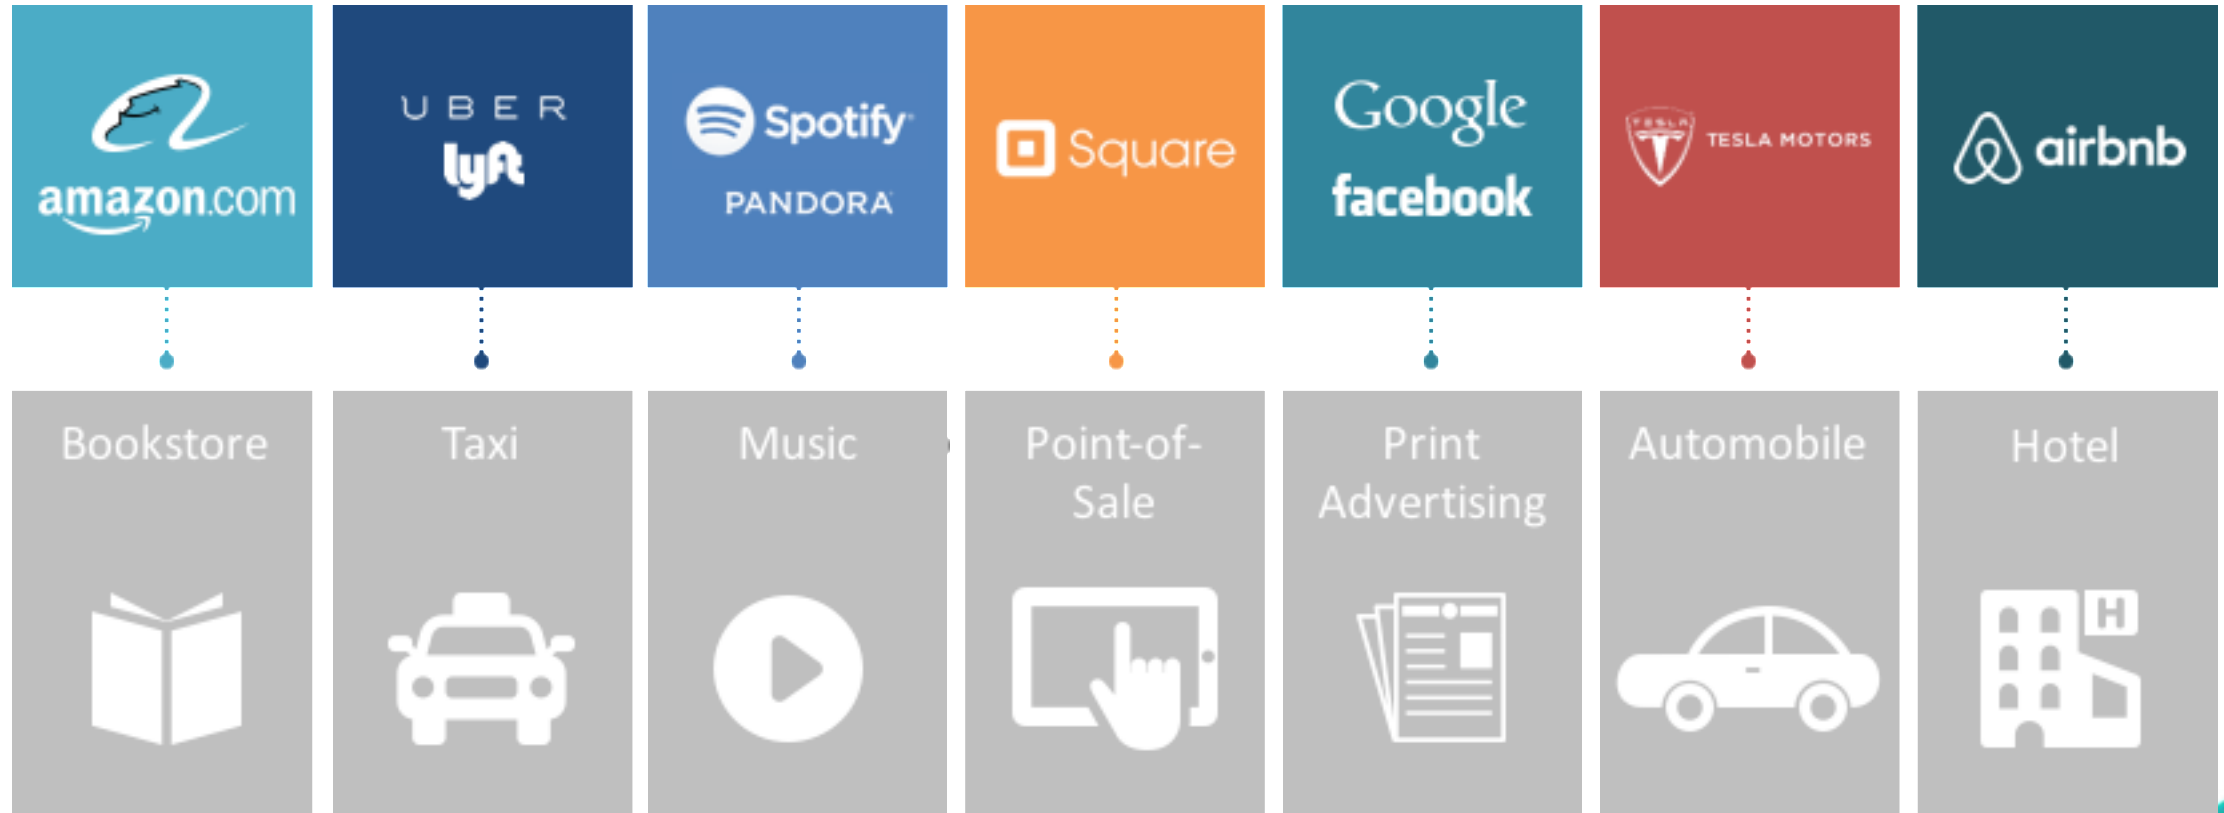 amazon.com
UBER
lyft
Spotify
PANDORA
Square
Google
facebook
TESLA
TESLA MOTORS
airbnb
Bookstore
Taxi
Music
Point-of-
Sale
Print
Advertising
Automobile
Hotel
H